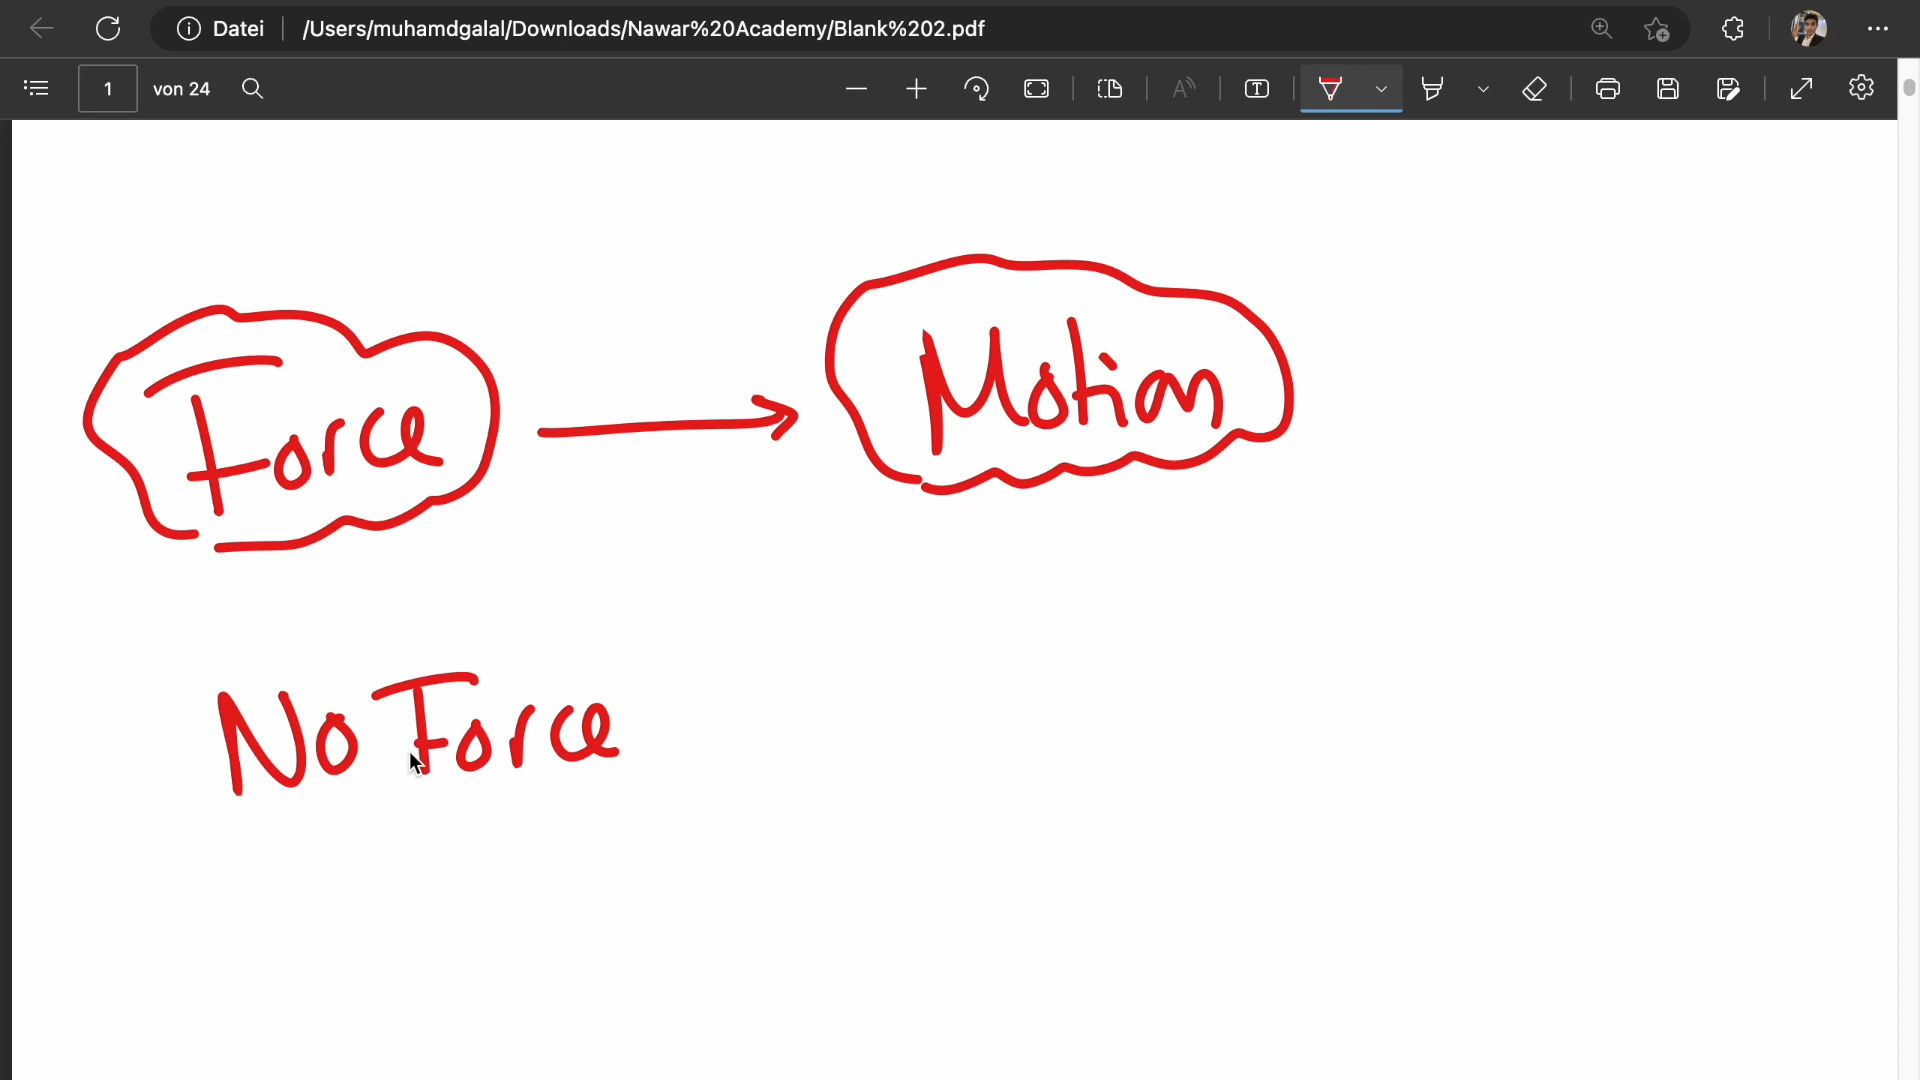 Datei /Users/muhamdgalal/Downloads/Nawar%20Academy/Blank%202.pdf
1 von 24
Force Motion
No Force